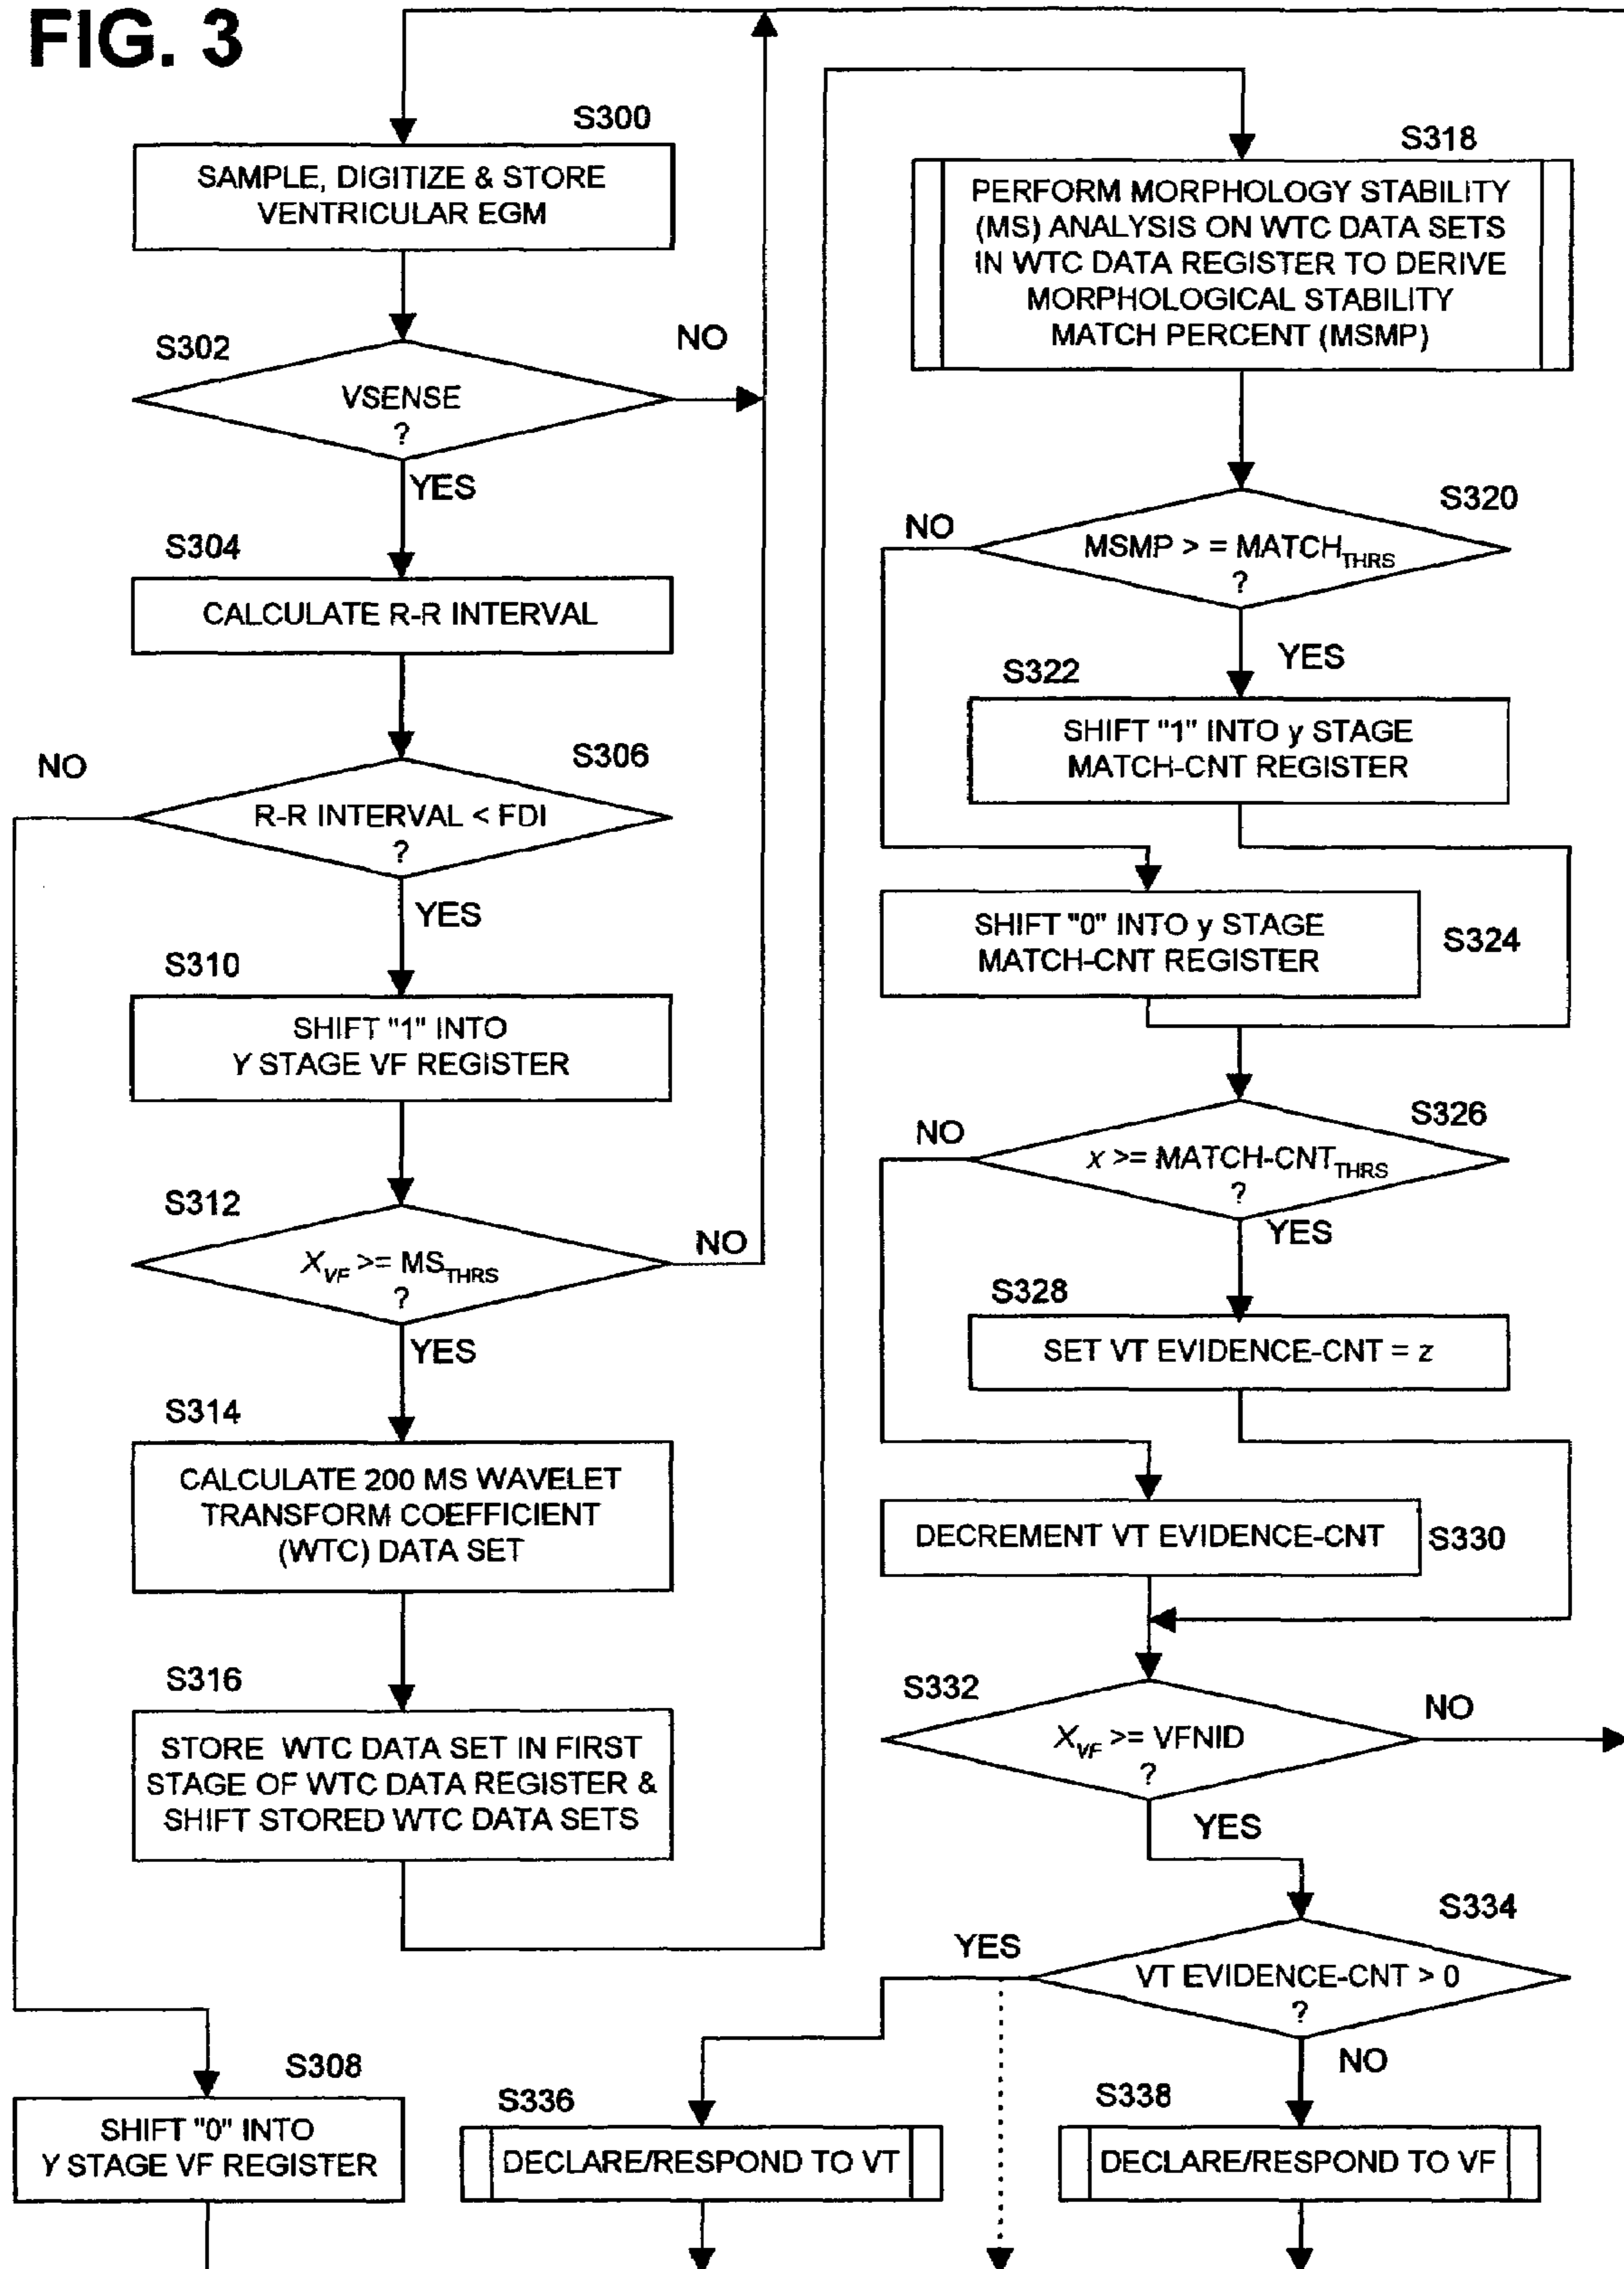 FIG. 3
S300
SAMPLE, DIGITIZE & STORE
VENTRICULAR EGM
S302
NO
VSENSE
?
YES
S304
CALCULATE R-R INTERVAL
NO
S306
R-R INTERVAL < FDI
?
YES
S310
SHIFT "1" INTO
Y STAGE VF REGISTER
S312
X_VF >= MS_THRS
?
NO
YES
S314
CALCULATE 200 MS WAVELET
TRANSFORM COEFFICIENT
(WTC) DATA SET
S316
STORE WTC DATA SET IN FIRST
STAGE OF WTC DATA REGISTER &
SHIFT STORED WTC DATA SETS
S308
SHIFT "0" INTO
Y STAGE VF REGISTER
S318
PERFORM MORPHOLOGY STABILITY
(MS) ANALYSIS ON WTC DATA SETS
IN WTC DATA REGISTER TO DERIVE
MORPHOLOGICAL STABILITY
MATCH PERCENT (MSMP)
S320
NO
MSMP > = MATCH_THRS
?
YES
S322
SHIFT "1" INTO y STAGE
MATCH-CNT REGISTER
SHIFT "0" INTO y STAGE
MATCH-CNT REGISTER
S324
S326
NO
x >= MATCH-CNT_THRS
?
YES
S328
SET VT EVIDENCE-CNT = z
DECREMENT VT EVIDENCE-CNT
S330
S332
NO
X_VF >= VFNID
?
YES
S334
YES
VT EVIDENCE-CNT > 0
?
NO
S336
DECLARE/RESPOND TO VT
S338
DECLARE/RESPOND TO VF